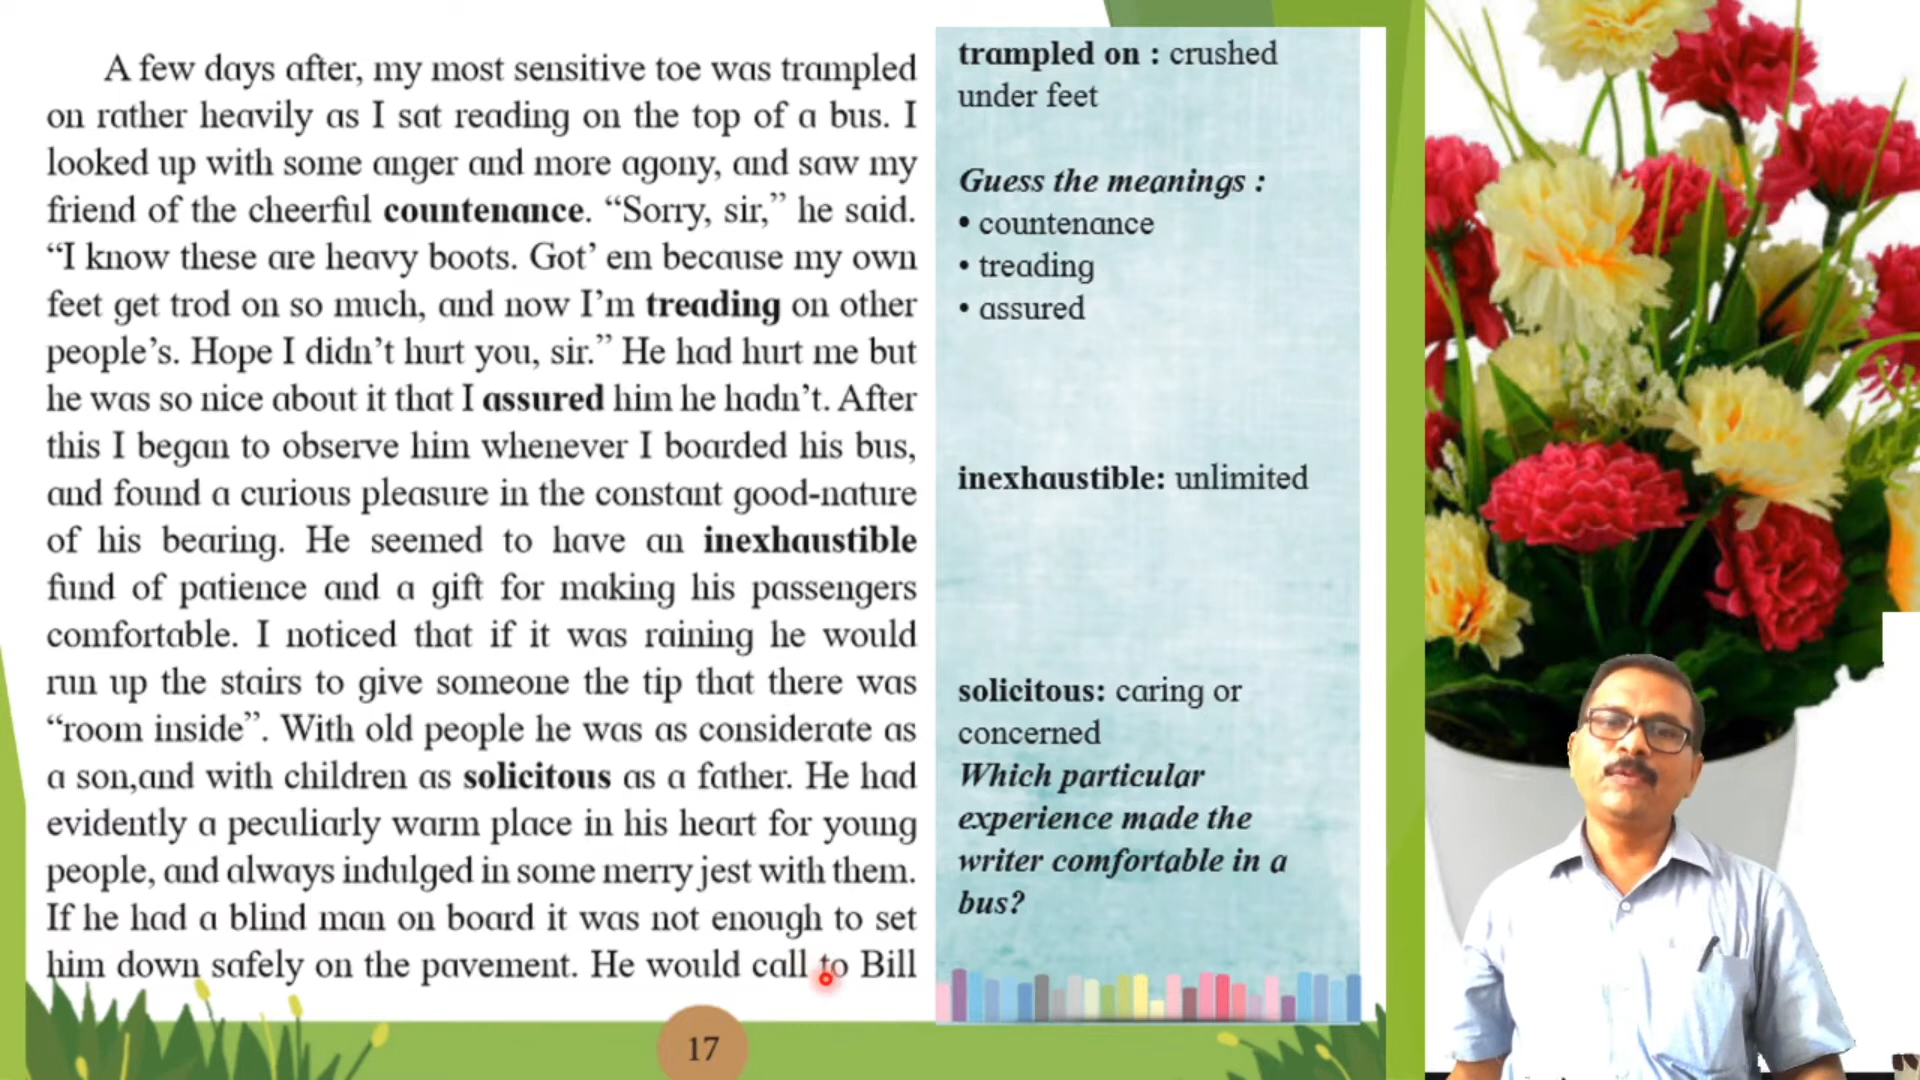 A few days after, my most sensitive toe was trampled
on rather heavily as I sat reading on the top of a bus. I
looked up with some anger and more agony, and saw my
friend of the cheerful countenance. “Sorry, sir,” he said.
“I know these are heavy boots. Got’ em because my own
feet get trod on so much, and now I’m treading on other
people’s. Hope I didn’t hurt you, sir.” He had hurt me but
he was so nice about it that I assured him he hadn’t. After
this I began to observe him whenever I boarded his bus,
and found a curious pleasure in the constant good-nature
of his bearing. He seemed to have an inexhaustible
fund of patience and a gift for making his passengers
comfortable. I noticed that if it was raining he would
run up the stairs to give someone the tip that there was
“room inside”. With old people he was as considerate as
a son,and with children as solicitous as a father. He had
evidently a peculiarly warm place in his heart for young
people, and always indulged in some merry jest with them.
If he had a blind man on board it was not enough to set
him down safely on the pavement. He would call to Bill
trampled on : crushed
under feet
Guess the meanings :
• countenance
• treading
• assured
inexhaustible: unlimited
solicitous: caring or
concerned
Which particular
experience made the
writer comfortable in a
bus?
17